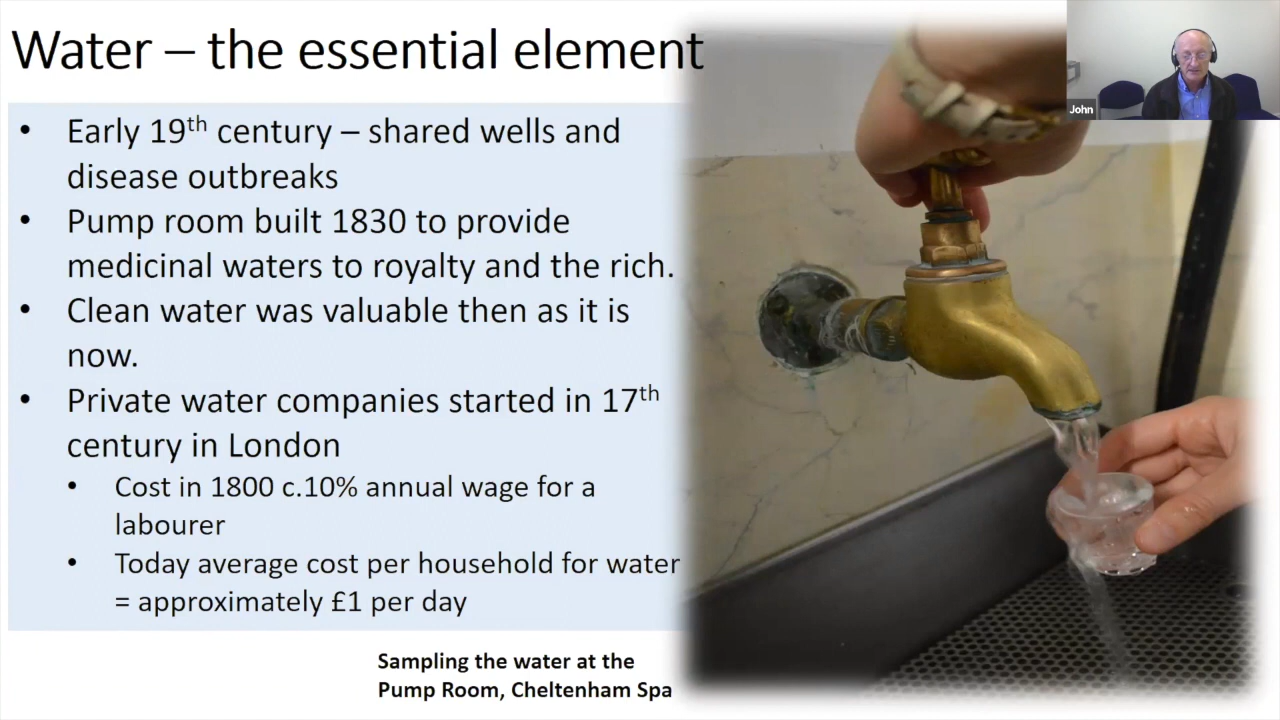 Water – the essential element
John
• Early 19th century – shared wells and
disease outbreaks
• Pump room built 1830 to provide
medicinal waters to royalty and the rich.
• Clean water was valuable then as it is
now.
• Private water companies started in 17th
century in London
• Cost in 1800 c.10% annual wage for a
labourer
• Today average cost per household for water
= approximately £1 per day
Sampling the water at the
Pump Room, Cheltenham Spa